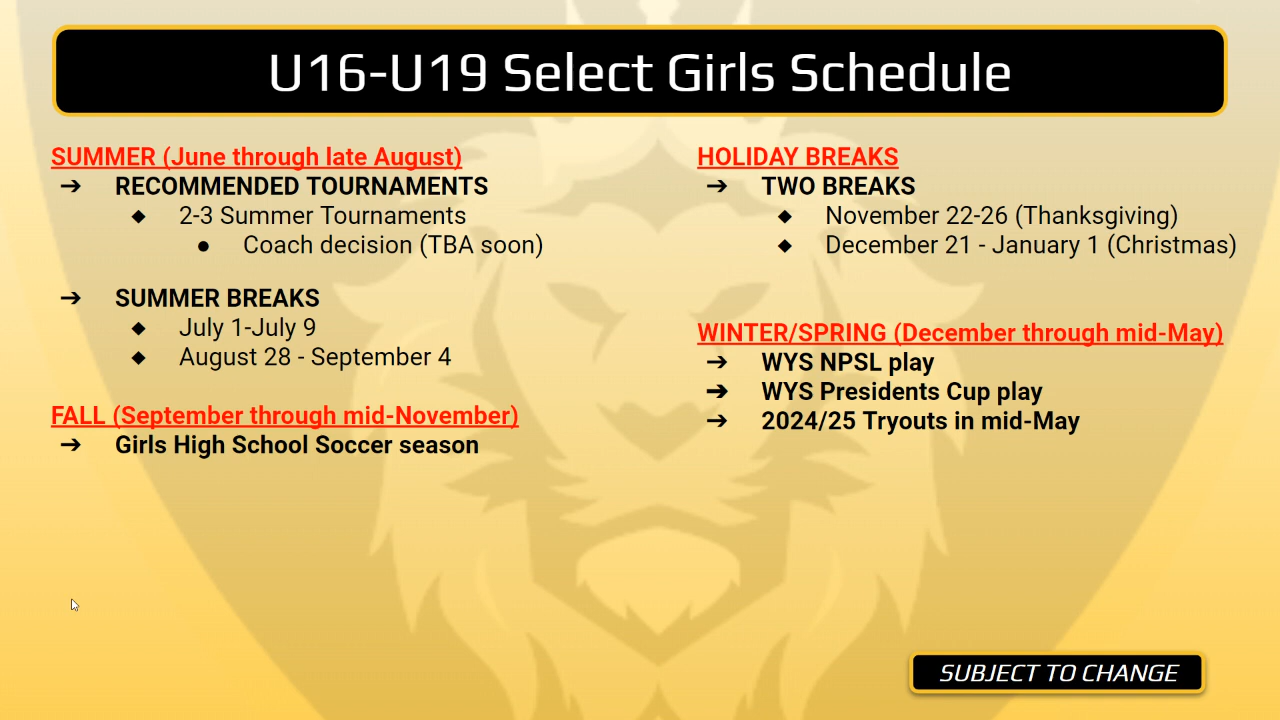 U16-U19 Select Girls Schedule
SUMMER (June through late August)
➔ RECOMMENDED TOURNAMENTS
◆ 2-3 Summer Tournaments
● Coach decision (TBA soon)
➔ SUMMER BREAKS
◆ July 1-July 9
◆ August 28 - September 4
FALL (September through mid-November)
➔ Girls High School Soccer season
HOLIDAY BREAKS
➔ TWO BREAKS
◆ November 22-26 (Thanksgiving)
◆ December 21 - January 1 (Christmas)
WINTER/SPRING (December through mid-May)
➔ WYS NPSL play
➔ WYS Presidents Cup play
➔ 2024/25 Tryouts in mid-May
SUBJECT TO CHANGE